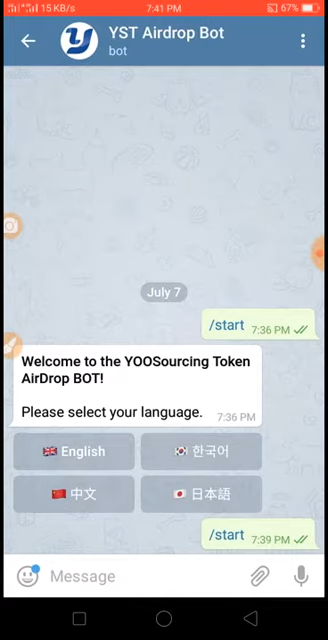 15 KB/s 7:41 PM 67%
YST Airdrop Bot
bot
July 7
/start 7:36 PM
Welcome to the YOOSourcing Token
AirDrop BOT!
Please select your language. 7:36 PM
English 한국어
中文 日本語
/start 7:39 PM
Message